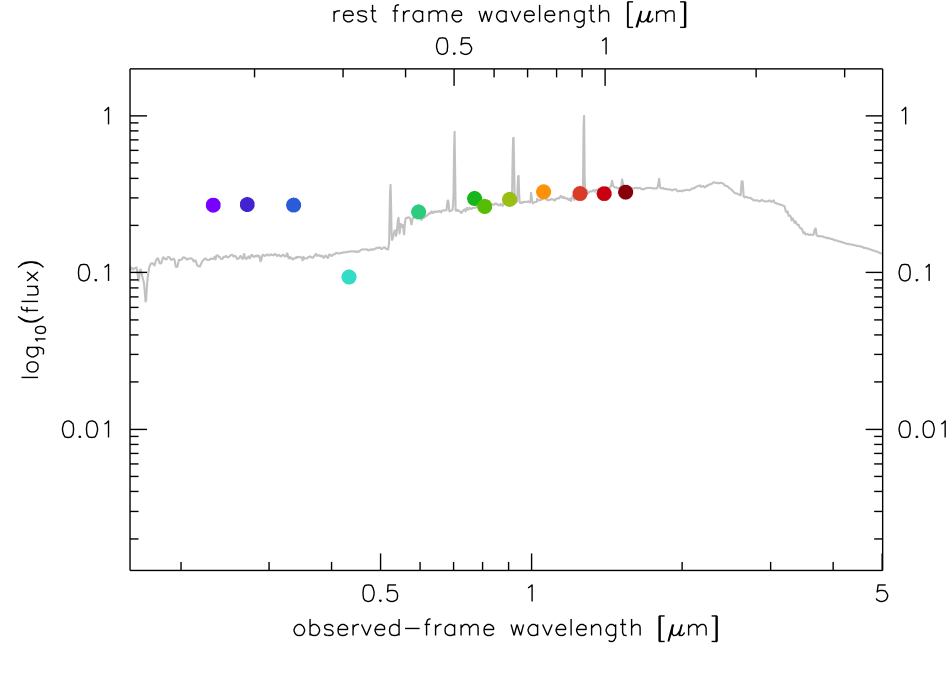 rest frame wavelength [μm]
0.5 1
1 1
0.1 0.1
0.01 0.01
log10(flux)
0.5 1 5
observed-frame wavelength [μm]